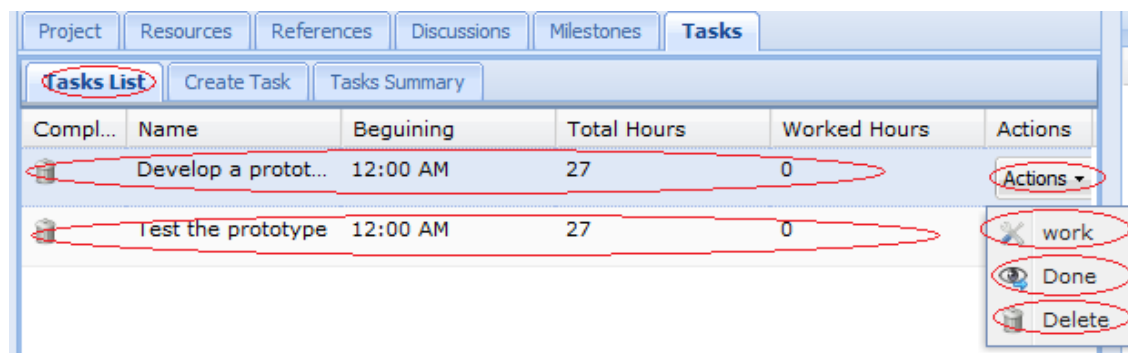 Project Resources References Discussions Milestones Tasks
Tasks List Create Task Tasks Summary
Compl... Name Beguining Total Hours Worked Hours Actions
Develop a protot... 12:00 AM 27 0 Actions
Test the prototype 12:00 AM 27 0
work
Done
Delete